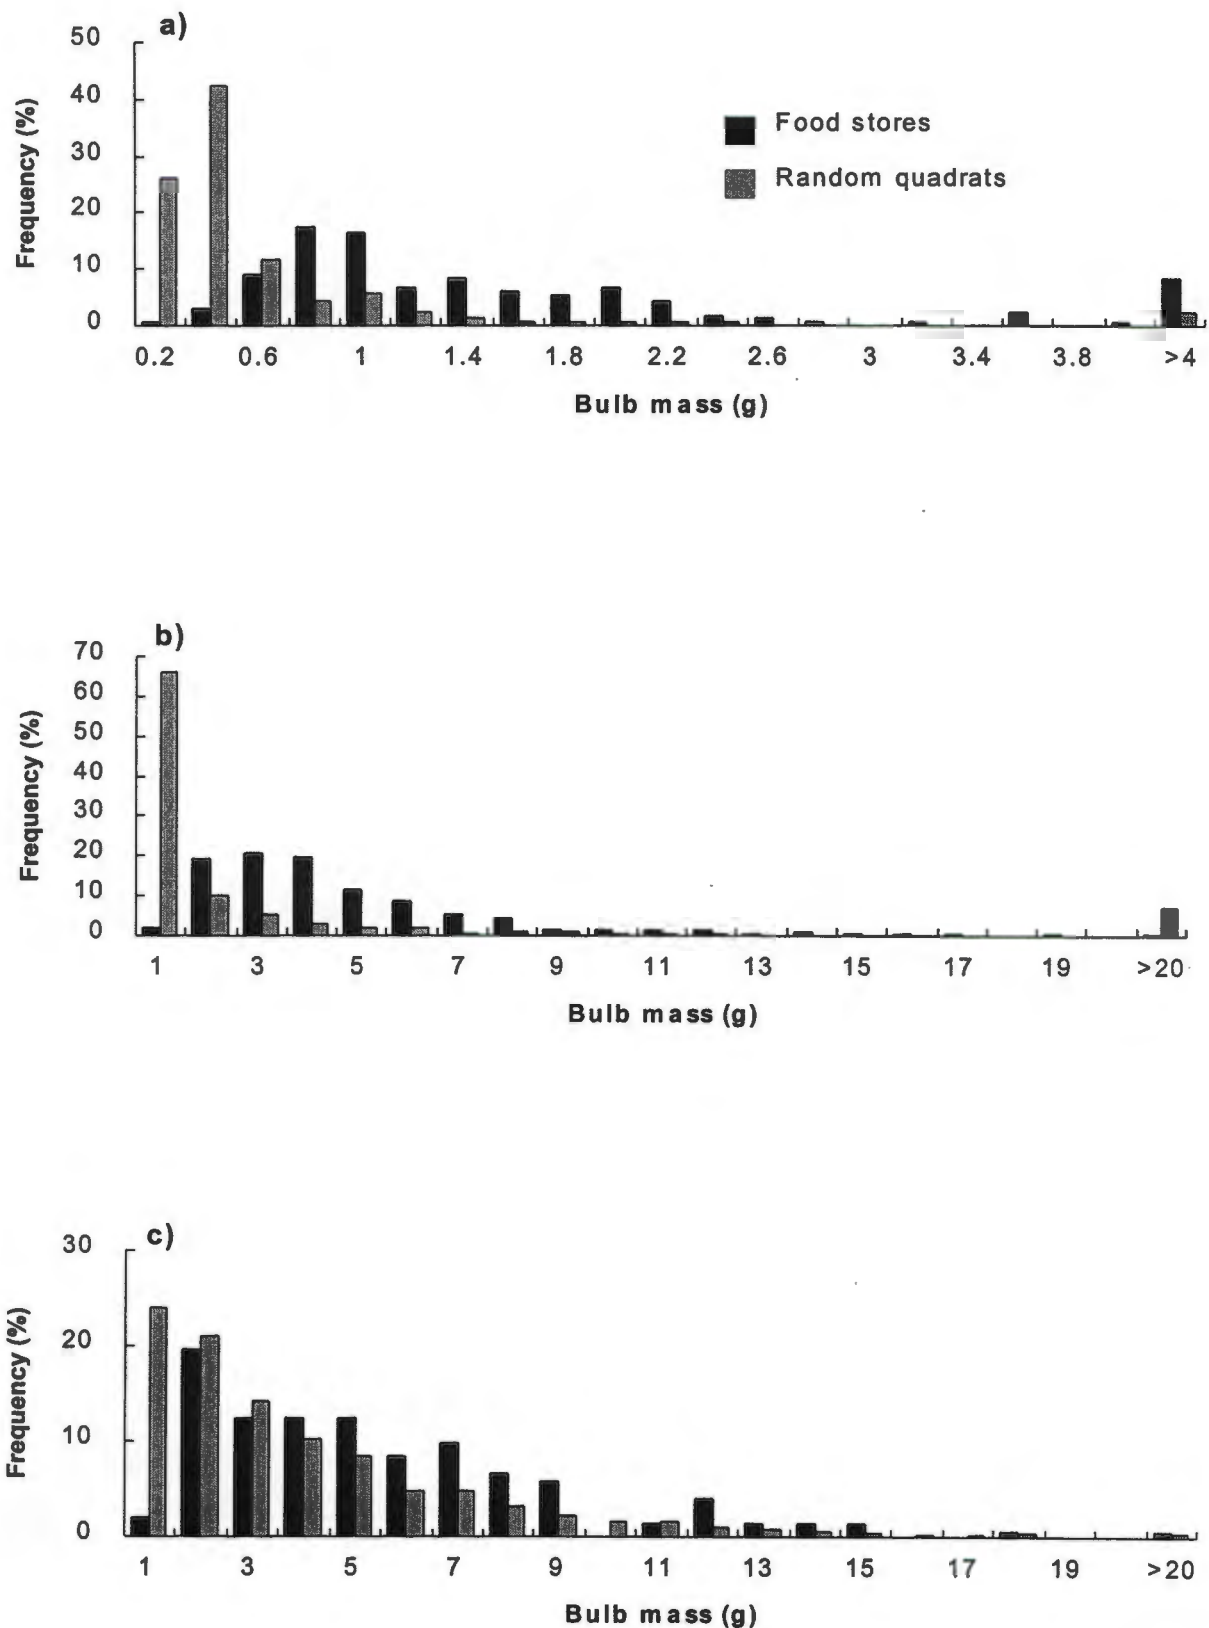 a)
50
40
30
20
10
0
Frequency (%)
Food stores
Random quadrats
0.2 0.6 1 1.4 1.8 2.2 2.6 3 3.4 3.8 >4
Bulb mass (g)
b)
70
60
50
40
30
20
10
0
Frequency (%)
1 3 5 7 9 11 13 15 17 19 >20
Bulb mass (g)
c)
30
20
10
0
Frequency (%)
1 3 5 7 9 11 13 15 17 19 >20
Bulb mass (g)